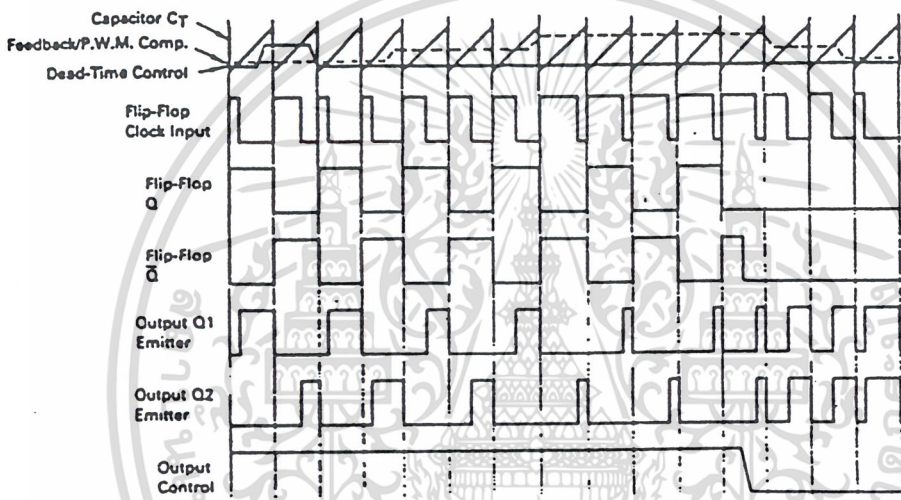 Capacitor CT
Feedback/P.W.M. Comp.
Dead-Time Control
Flip-Flop
Clock Input
Flip-Flop
Q
Flip-Flop
Q̅
Output Q1
Emitter
Output Q2
Emitter
Output
Control